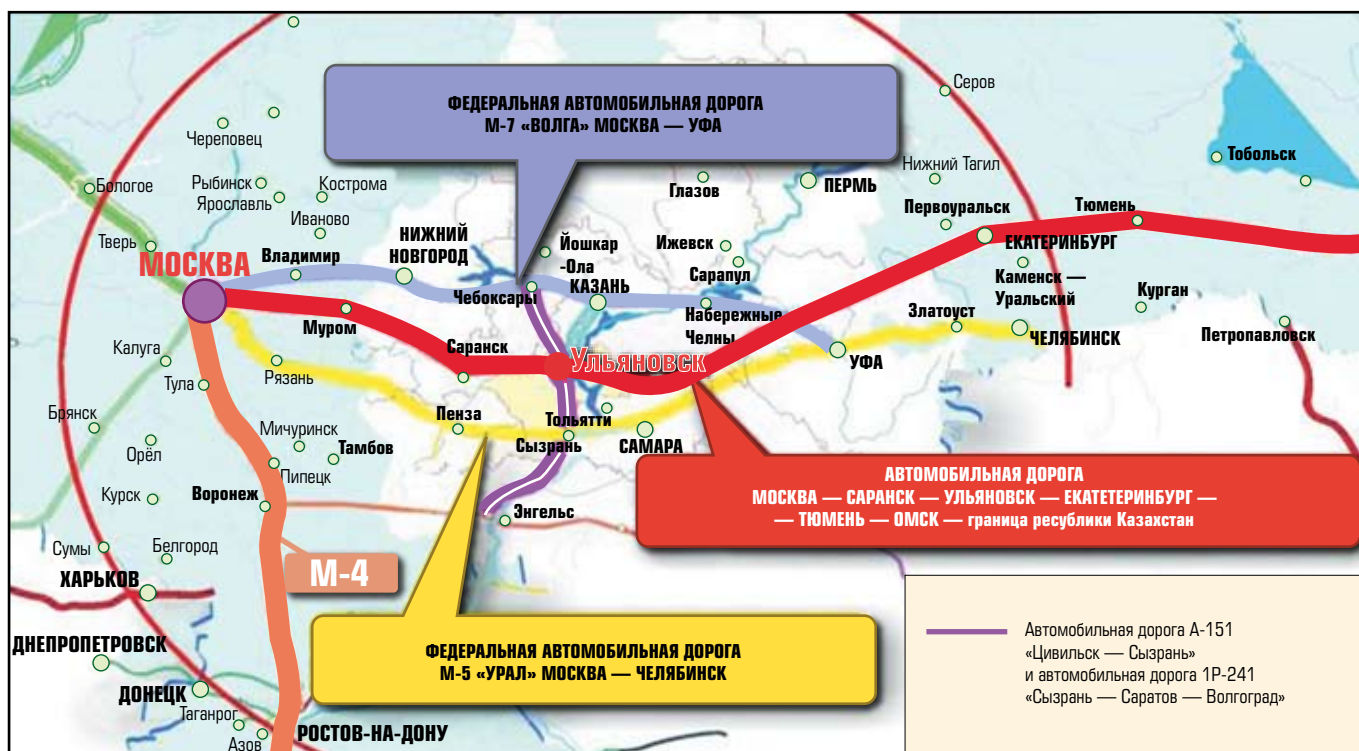 ФЕДЕРАЛЬНАЯ АВТОМОБИЛЬНАЯ ДОРОГА
М-7 «ВОЛГА» МОСКВА — УФА
Серов
Череповец
Тобольск
Нижний Тагил
Бологое
Рыбинск
Кострома
Глазов
ПЕРМЬ
Ярославль
Первоуральск
Тюмень
Иваново
НИЖНИЙ
НОВГОРОД
Тверь
Йошкар
-Ола
Ижевск
ЕКАТЕРИНБУРГ
МОСКВА
Владимир
Сарапул
КАЗАНЬ
Каменск —
Уральский
Чебоксары
Курган
Набережные
Челны
Златоуст
Муром
ЧЕЛЯБИНСК
Петропавловск
Калуга
Саранск
Ульяновск
УФА
Рязань
Тула
Брянск
Пенза
Тольятти
Мичуринск
Тамбов
Сызрань
САМАРА
Орёл
Пипецк
АВТОМОБИЛЬНАЯ ДОРОГА
МОСКВА — САРАНСК — УЛЬЯНОВСК — ЕКАТЕТЕРИНБУРГ —
— ТЮМЕНЬ — ОМСК — граница ресублики Казахстан
Курск
Воронеж
Энгельс
Сумы
Белгород
ХАРЬКОВ
М-4
ДНЕПРОПЕТРОВСК
ФЕДЕРАЛЬНАЯ АВТОМОБИЛЬНАЯ ДОРОГА
М-5 «УРАЛ» МОСКВА — ЧЕЛЯБИНСК
Автомобильная дорога А-151
«Цивильск — Сызрань»
и автомобильная дорога 1Р-241
«Сызрань — Саратов — Волгоград»
ДОНЕЦК
Таганрог
Азов
РОСТОВ-НА-ДОНУ